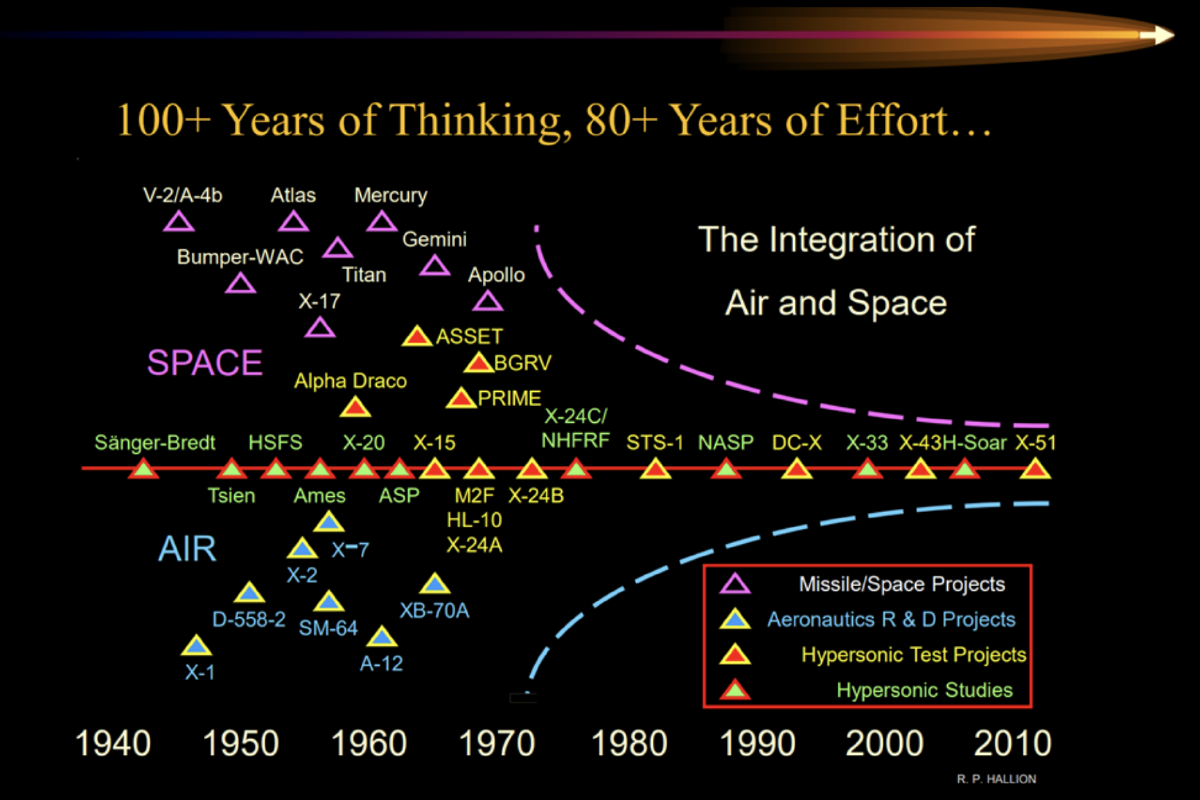 100+ Years of Thinking, 80+ Years of Effort…
V-2/A-4b
Atlas
Mercury
Gemini
Bumper-WAC
Titan
Apollo
X-17
The Integration of
Air and Space
SPACE
ASSET
BGRV
Alpha Draco
PRIME
X-24C/
NHFRF
Sänger-Bredt
HSFS
X-20
X-15
STS-1
NASP
DC-X
X-33
X-43
H-Soar
X-51
Tsien
Ames
ASP
M2F
HL-10
X-24A
X-24B
AIR
X-7
X-2
D-558-2
SM-64
XB-70A
A-12
X-1
Missile/Space Projects
Aeronautics R & D Projects
Hypersonic Test Projects
Hypersonic Studies
1940 1950 1960 1970 1980 1990 2000 2010
R. P. HALLION